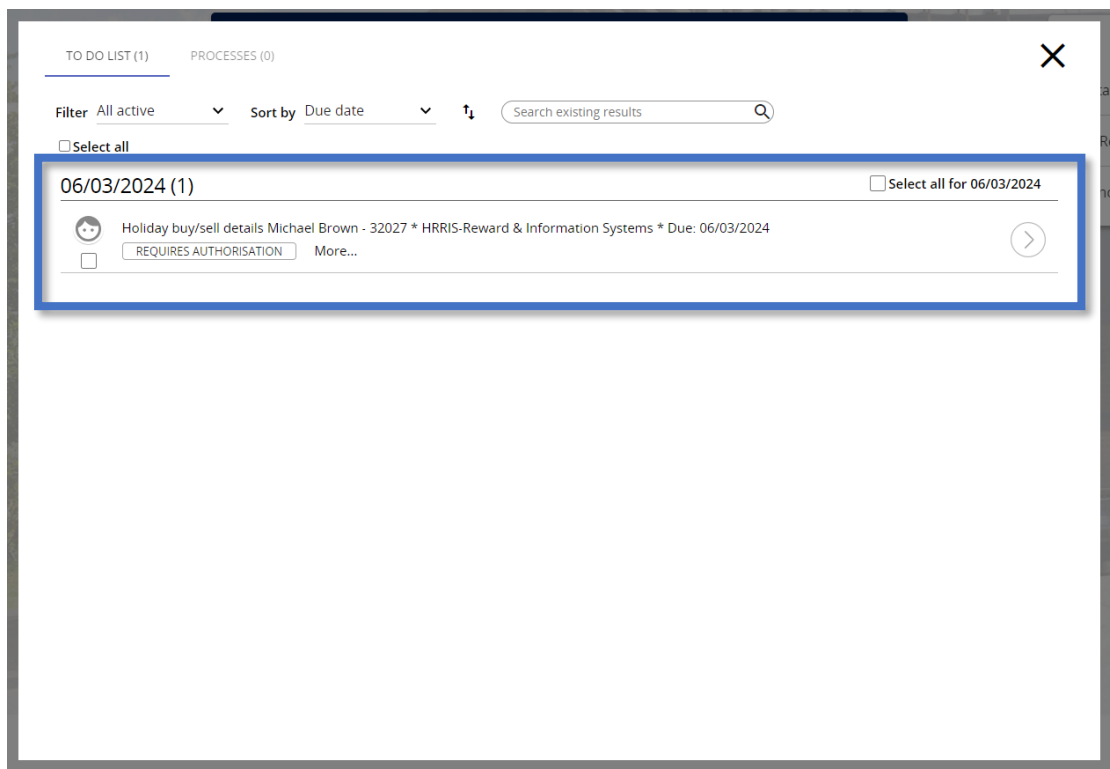 TO DO LIST (1) PROCESSES (0)
Filter All active Sort by Due date Search existing results
Select all
06/03/2024 (1) Select all for 06/03/2024
Holiday buy/sell details Michael Brown - 32027 * HRRIS-Reward & Information Systems * Due: 06/03/2024
REQUIRES AUTHORISATION More...